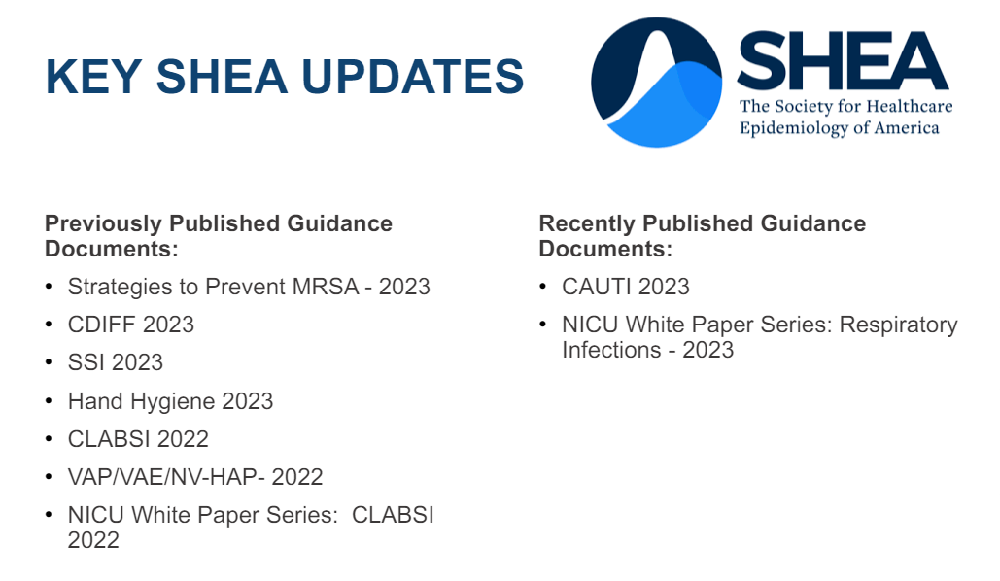 KEY SHEA UPDATES
SHEA
The Society for Healthcare
Epidemiology of America
Previously Published Guidance
Documents:
• Strategies to Prevent MRSA - 2023
• CDIFF 2023
• SSI 2023
• Hand Hygiene 2023
• CLABSI 2022
• VAP/VAE/NV-HAP- 2022
• NICU White Paper Series:  CLABSI
2022
Recently Published Guidance
Documents:
• CAUTI 2023
• NICU White Paper Series: Respiratory
Infections - 2023